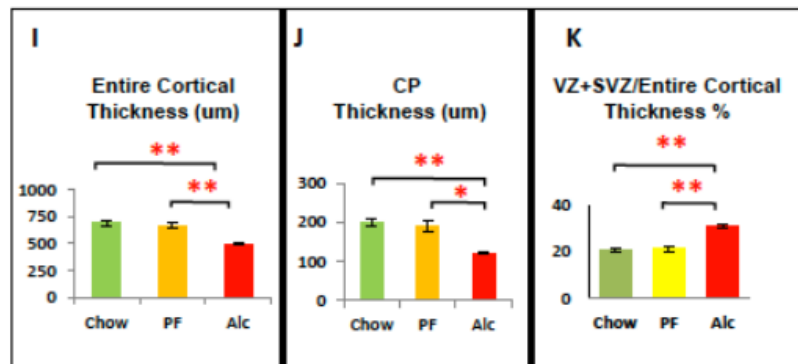 I
Entire Cortical
Thickness (um)
**
**
1000
750
500
250
0
Chow PF Alc
J
CP
Thickness (um)
**
*
300
200
100
0
Chow PF Alc
K
VZ+SVZ/Entire Cortical
Thickness %
**
**
40
20
0
Chow PF Alc